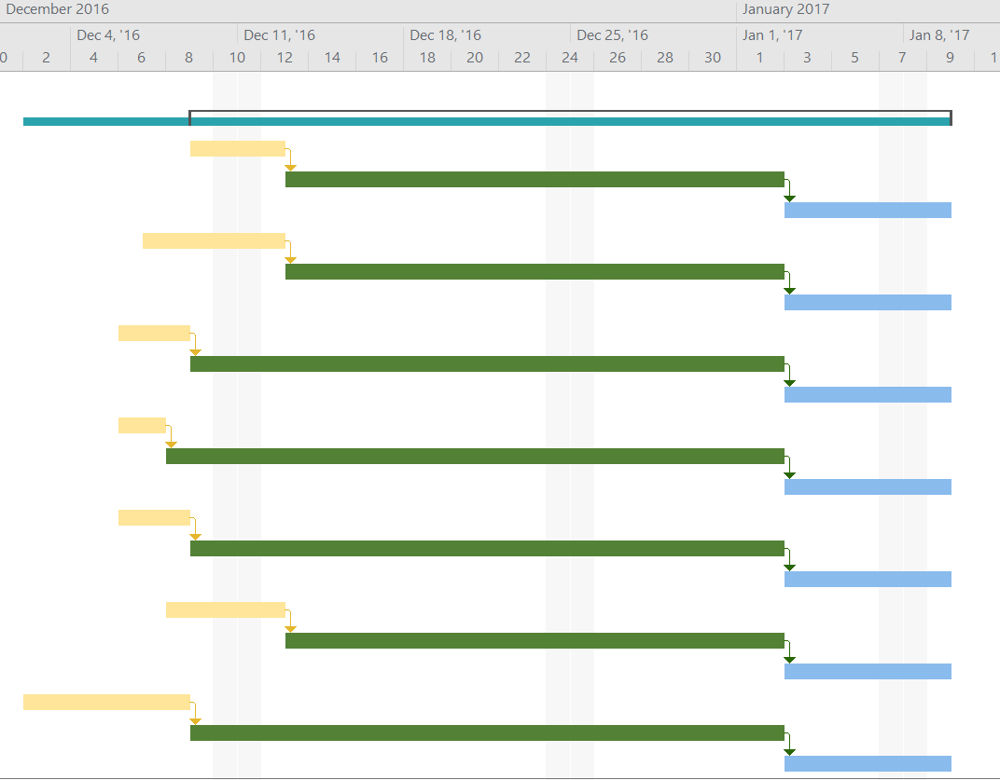 December 2016 January 2017
Dec 4, '16 Dec 11, '16 Dec 18, '16 Dec 25, '16 Jan 1, '17 Jan 8, '17
0 2 4 6 8 10 12 14 16 18 20 22 24 26 28 30 1 3 5 7 9 1